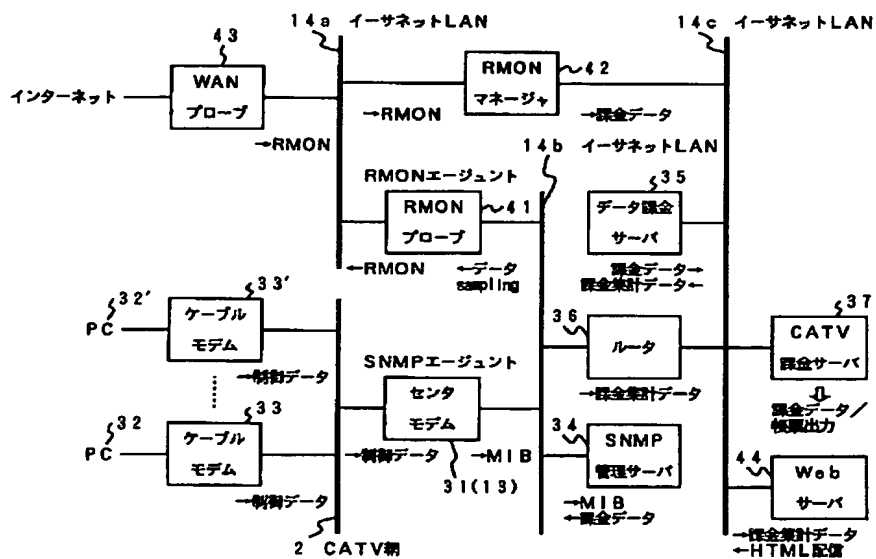 14a イーサネットLAN
14c イーサネットLAN
43
WAN
プローブ
インターネット
→RMON
RMON
マネージャ
42
→RMON
→課金データ
14b イーサネットLAN
RMONエージェント
RMON
プローブ
41
←RMON
←データ
sampling
35
データ課金
サーバ
課金データ→
課金集計データ←
32'
PC
33'
ケーブル
モデム
→制御データ
32
PC
33
ケーブル
モデム
→制御データ
2 CATV網
SNMPエージェント
センタ
モデム
→制御データ
→MIB
31(13)
36
ルータ
→課金集計データ
34
SNMP
管理サーバ
→MIB
←課金データ
37
CATV
課金サーバ
課金データ/
帳票出力
44
Web
サーバ
→課金集計データ
←HTML配信